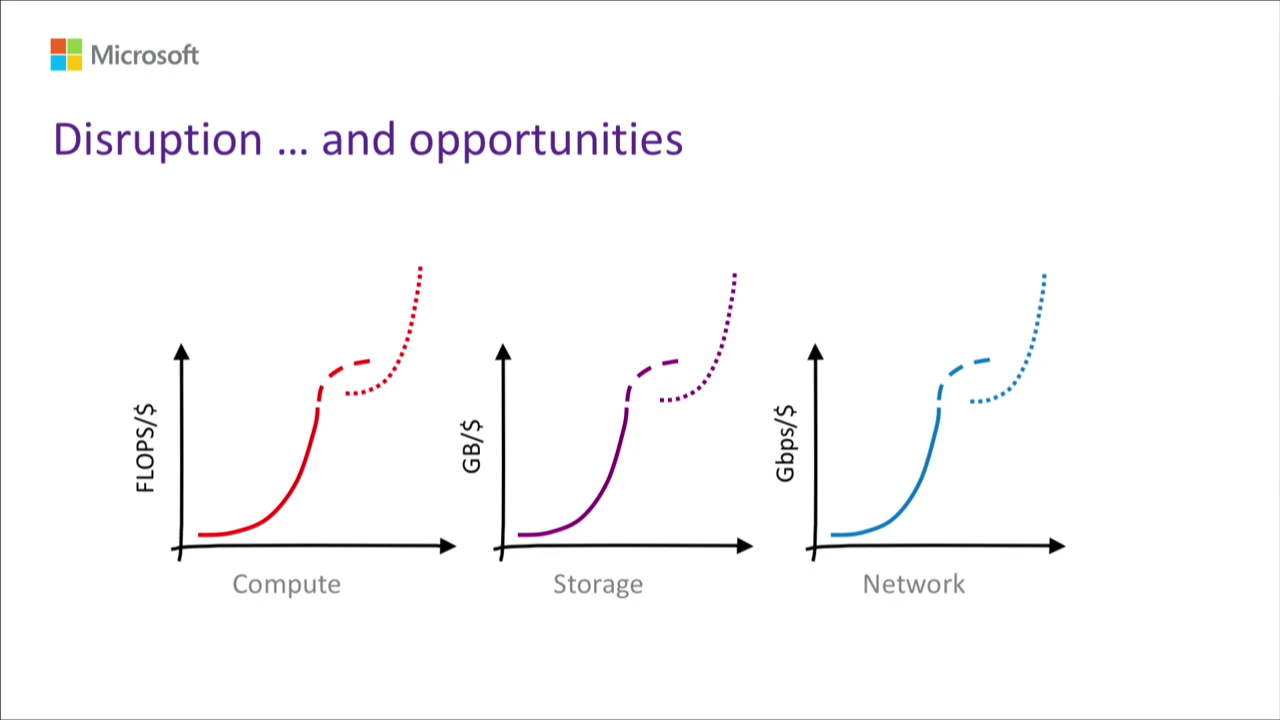 Microsoft
Disruption ... and opportunities
FLOPS/$
GB/$
Gbps/$
Compute
Storage
Network